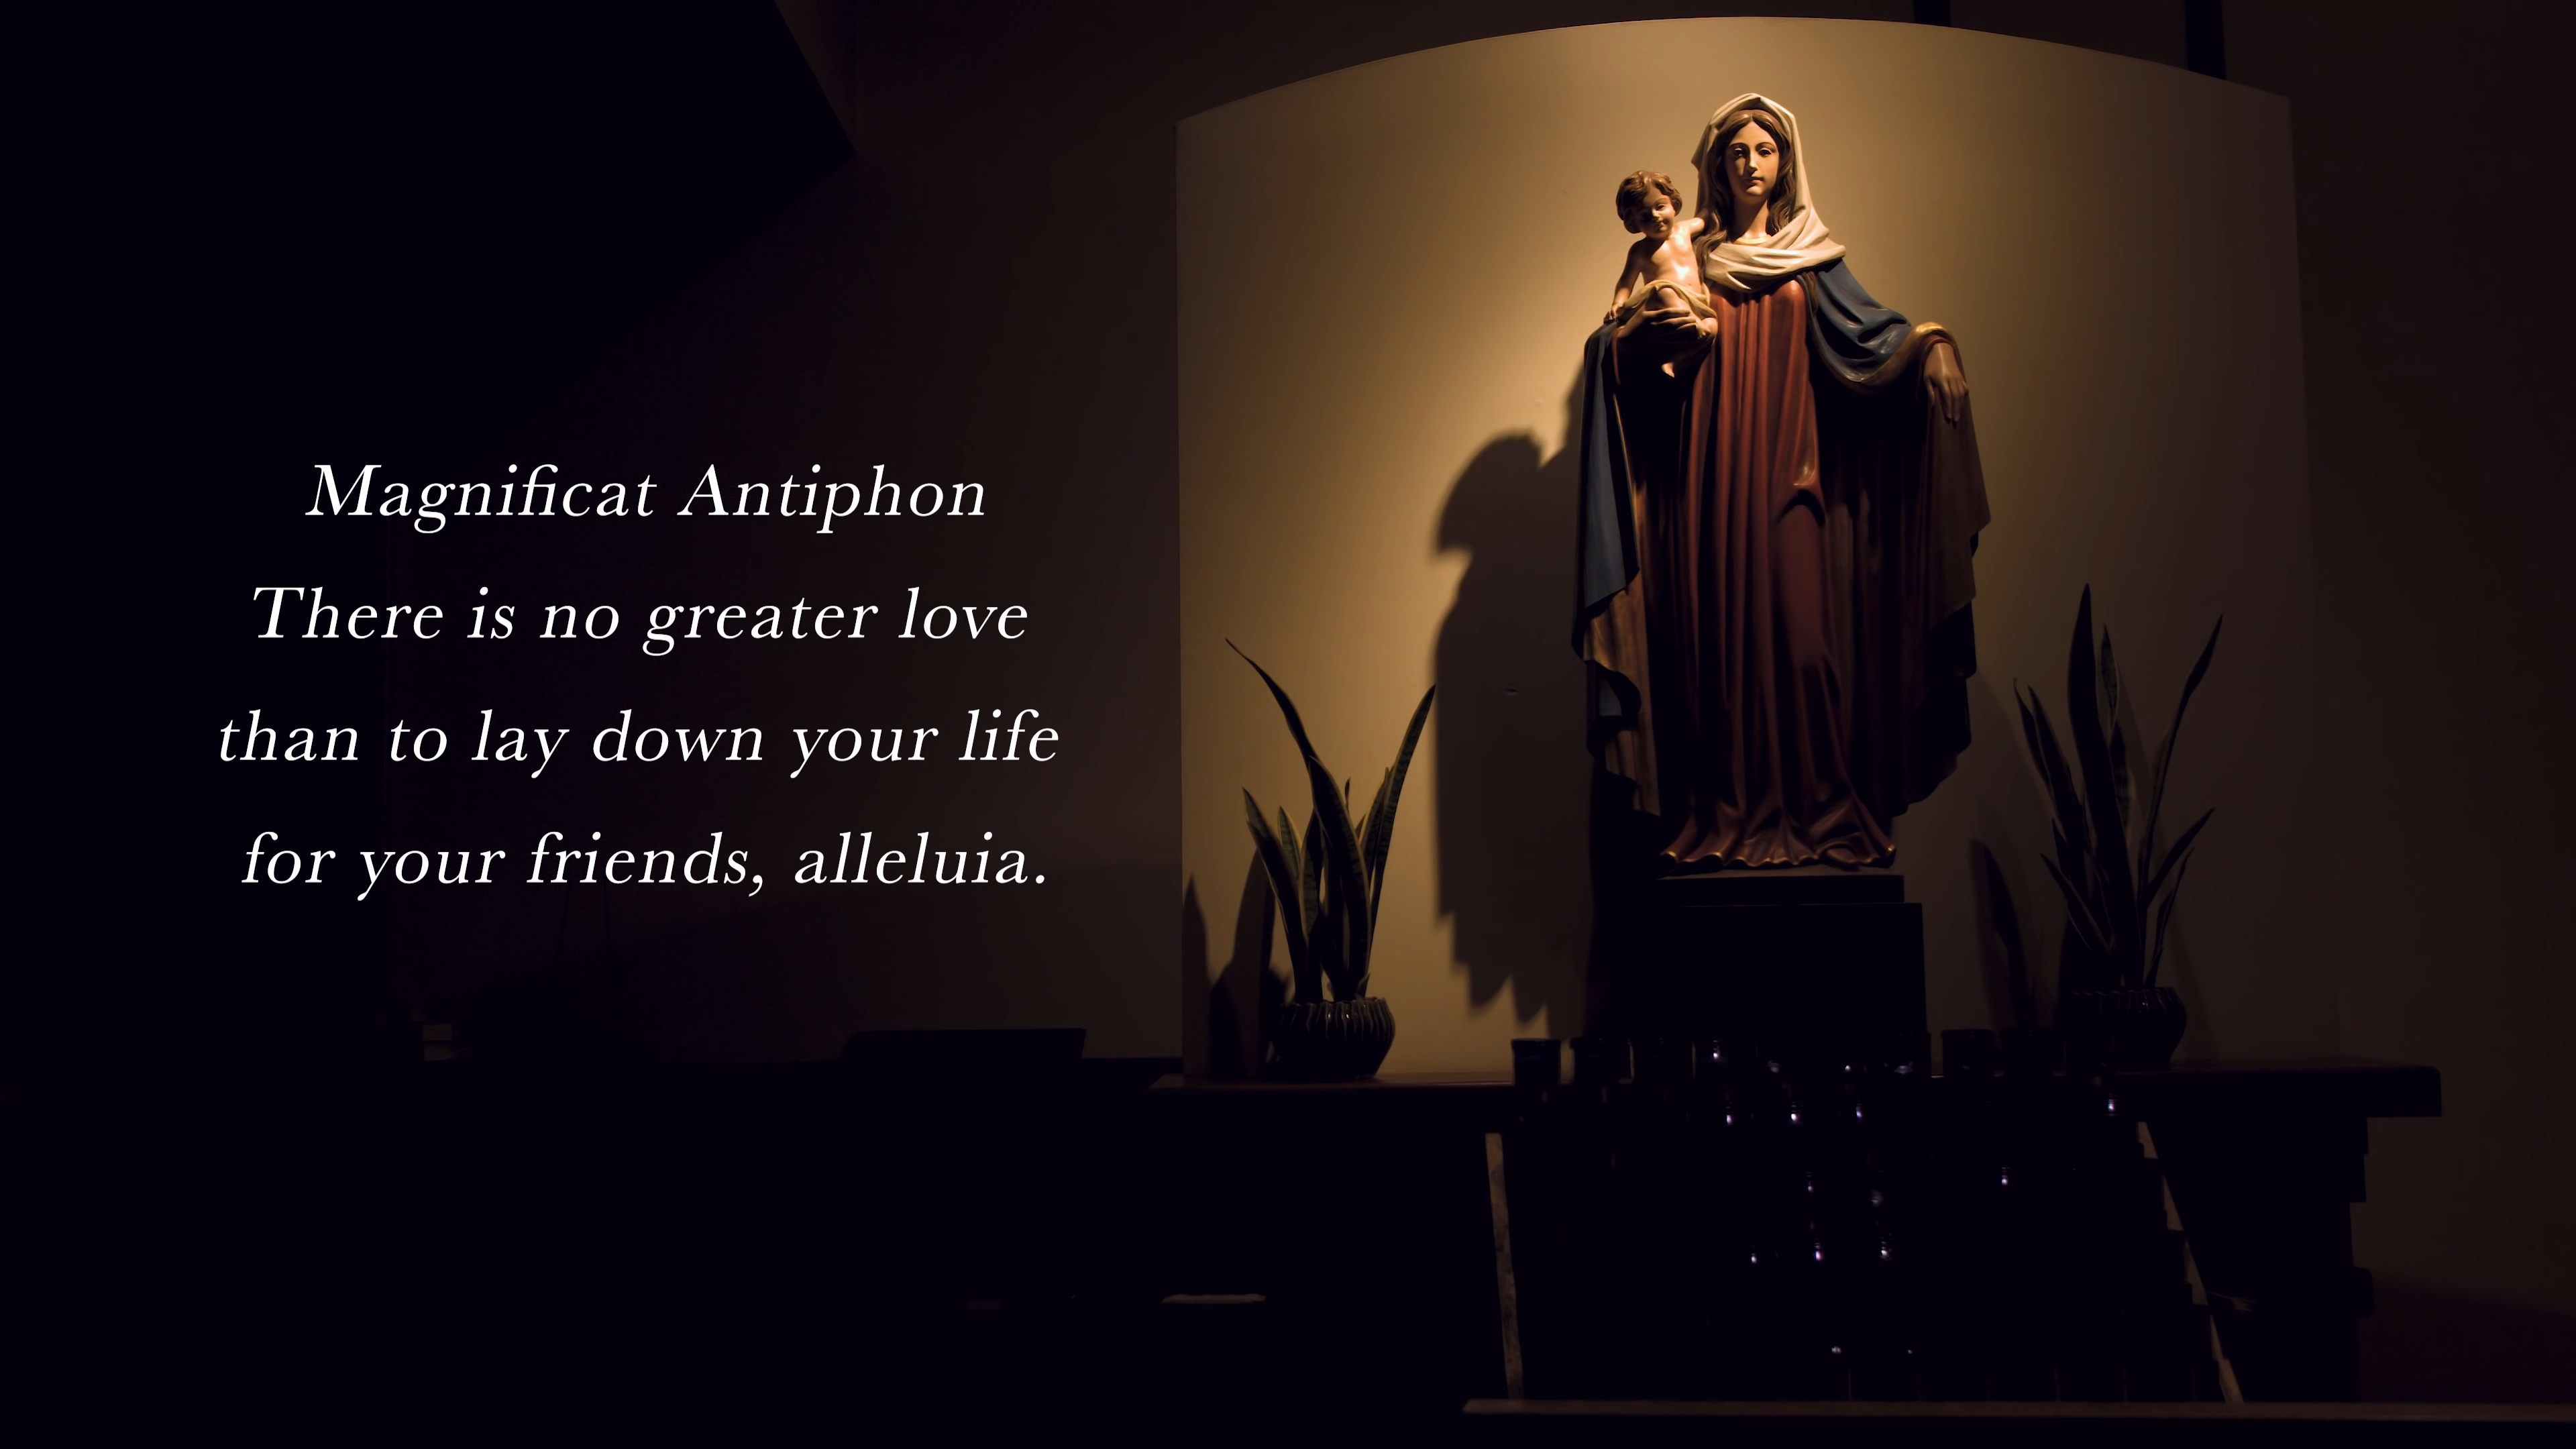 Magnificat Antiphon
There is no greater love
than to lay down your life
for your friends, alleluia.